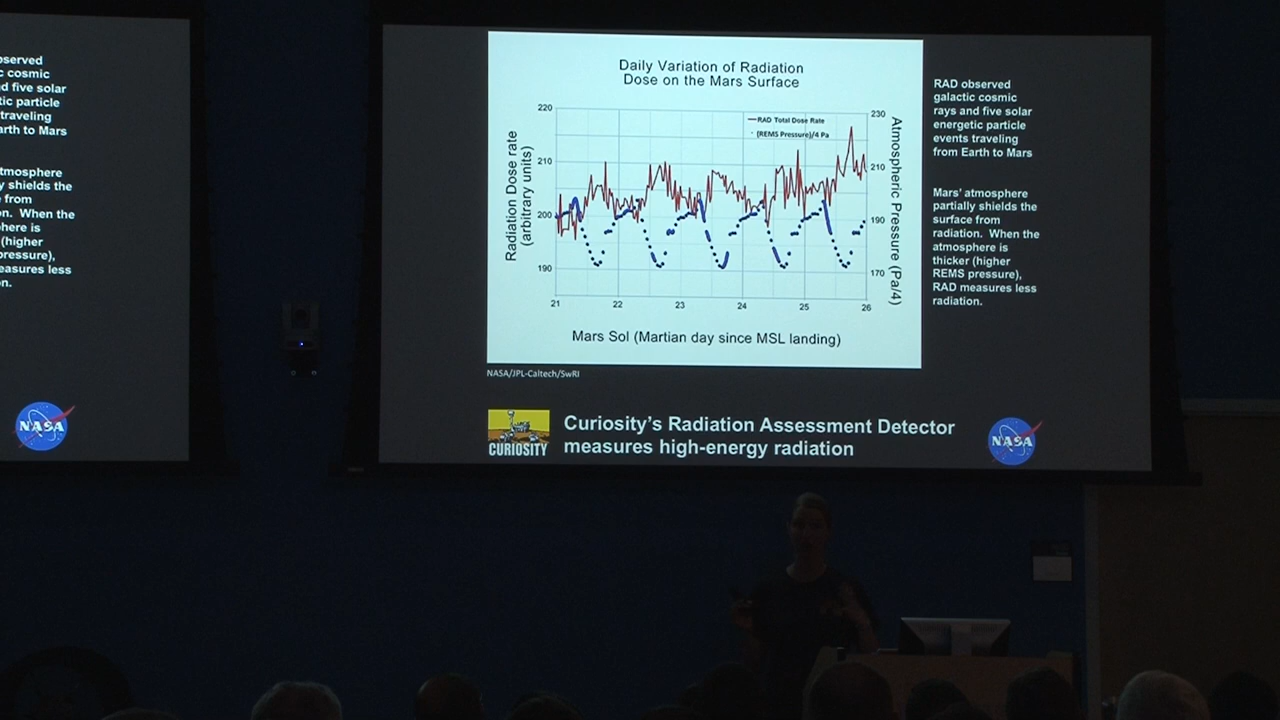 bserved
c cosmic
d five solar
tic particle
traveling
arth to Mars
tmosphere
y shields the
from
n. When the
here is
(higher
pressure),
easures less
n.
NASA
Daily Variation of Radiation
Dose on the Mars Surface
220
210
200
190
Radiation Dose rate
(arbitrary units)
RAD Total Dose Rate
(REMS Pressure)/4 Pa
230
210
190
170
Atmospheric Pressure (Pa/4)
21 22 23 24 25 26
Mars Sol (Martian day since MSL landing)
NASA/JPL-Caltech/SwRI
RAD observed
galactic cosmic
rays and five solar
energetic particle
events traveling
from Earth to Mars
Mars' atmosphere
partially shields the
surface from
radiation. When the
atmosphere is
thicker (higher
REMS pressure),
RAD measures less
radiation.
CURIOSITY
Curiosity's Radiation Assessment Detector
measures high-energy radiation
NASA